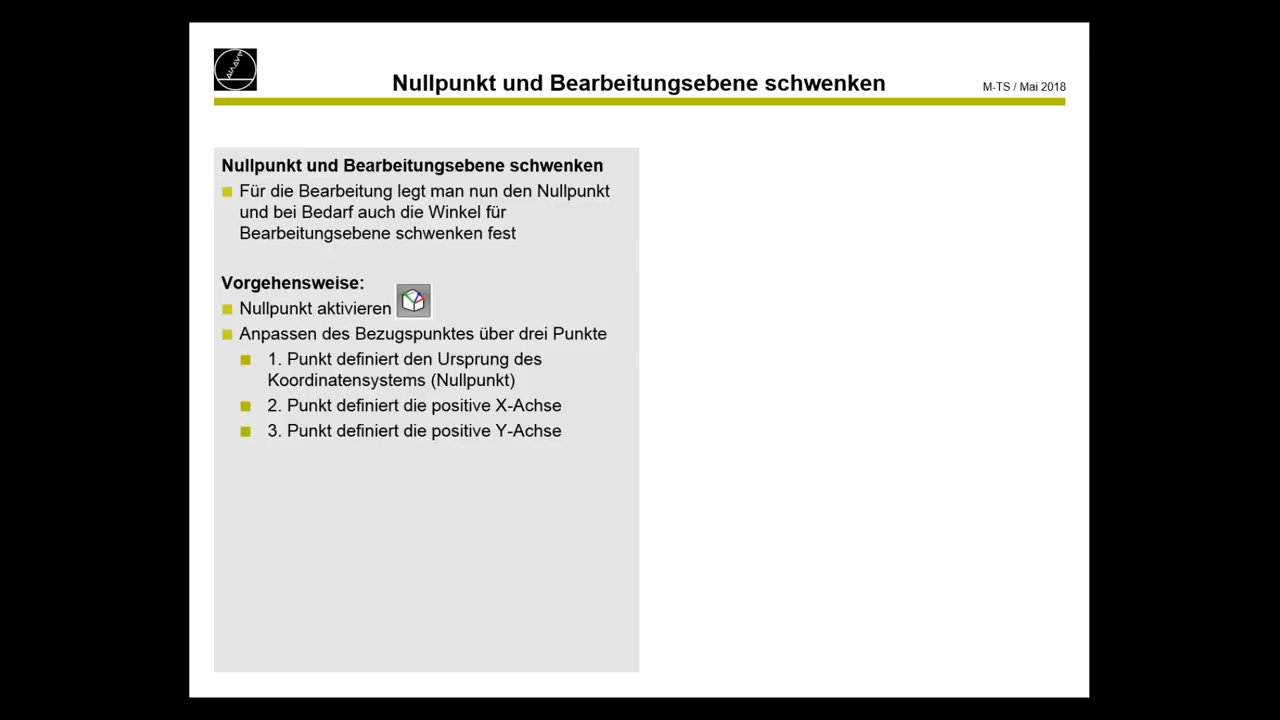 Nullpunkt und Bearbeitungsebene schwenken
M-TS / Mai 2018
Nullpunkt und Bearbeitungsebene schwenken
Für die Bearbeitung legt man nun den Nullpunkt
und bei Bedarf auch die Winkel für
Bearbeitungsebene schwenken fest
Vorgehensweise:
Nullpunkt aktivieren
Anpassen des Bezugspunktes über drei Punkte
1. Punkt definiert den Ursprung des
Koordinatensystems (Nullpunkt)
2. Punkt definiert die positive X-Achse
3. Punkt definiert die positive Y-Achse